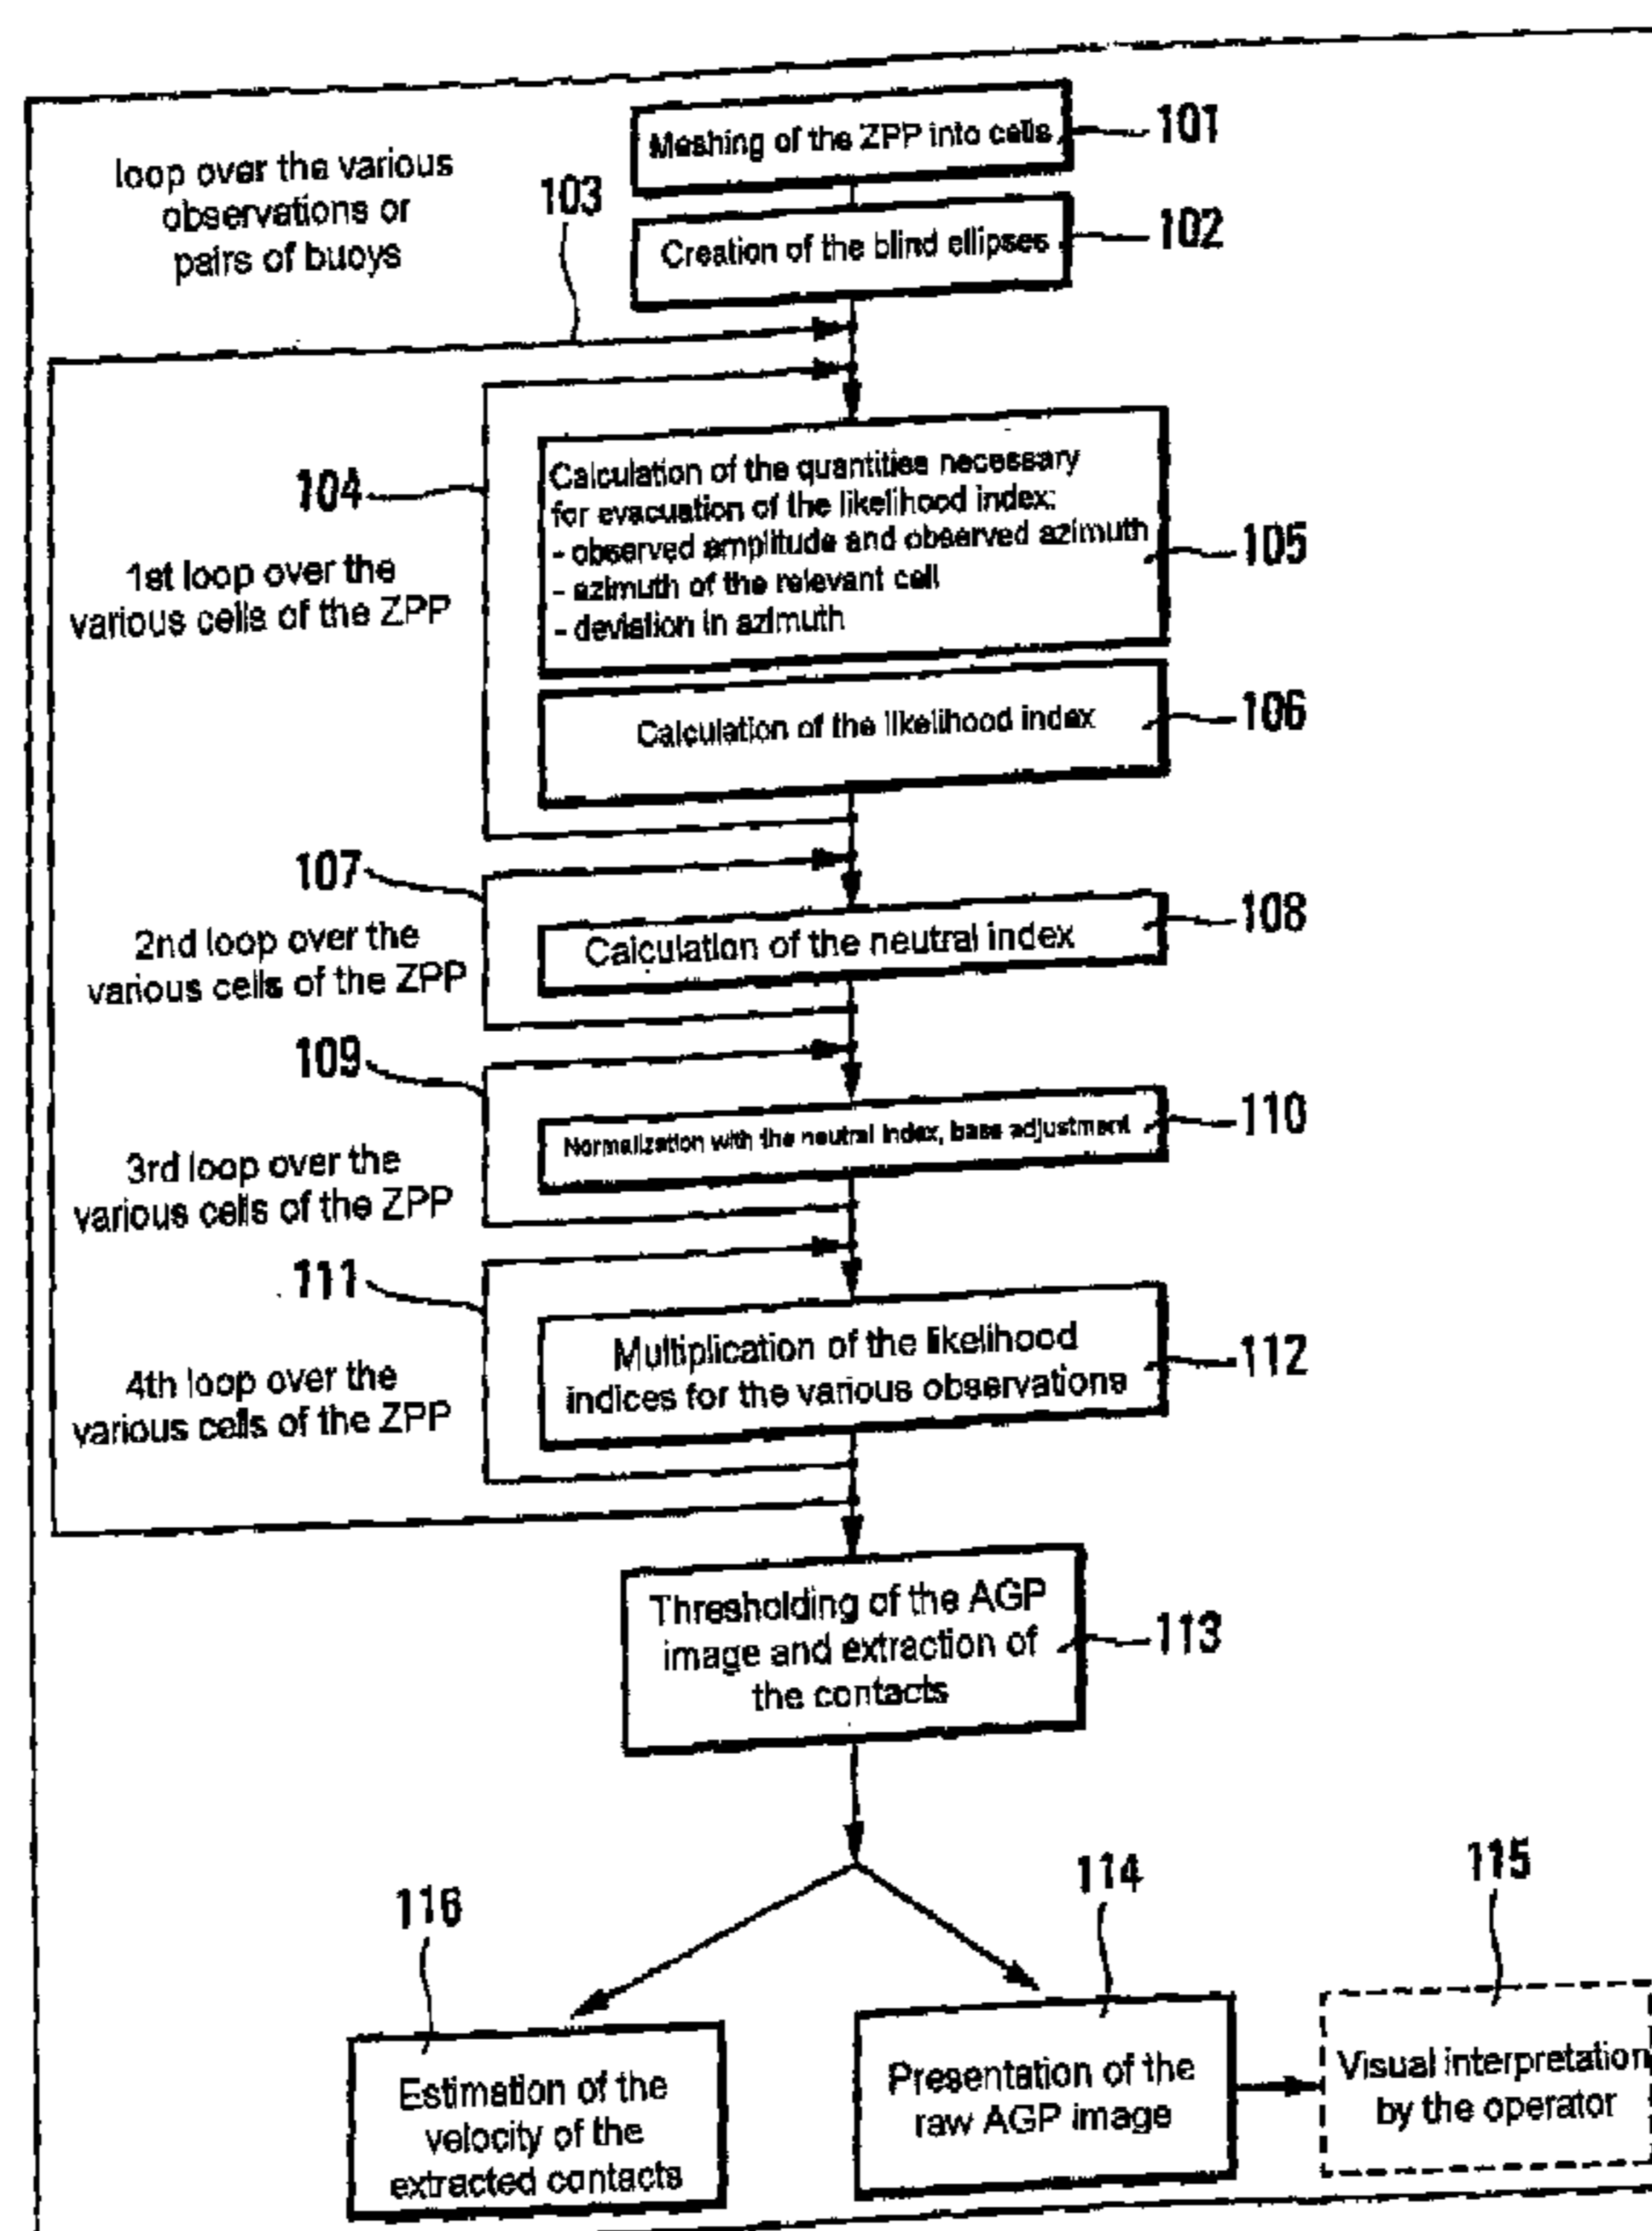 Meshing of the ZPP into cells
101
loop over the various
observations or
pairs of buoys
103
Creation of the blind ellipses
102
104
1st loop over the
various cells of the ZPP
Calculation of the quantities necessary
for evacuation of the likelihood index:
- observed amplitude and observed azimuth
- azimuth of the relevant cell
- deviation in azimuth
105
Calculation of the likelihood index
106
107
2nd loop over the
various cells of the ZPP
Calculation of the neutral index
108
109
3rd loop over the
various cells of the ZPP
Normalization with the neutral index, base adjustment
110
111
4th loop over the
various cells of the ZPP
Multiplication of the likelihood
indices for the various observations
112
Thresholding of the AGP
image and extraction of
the contacts
113
116
114
115
Estimation of the
velocity of the
extracted contacts
Presentation of the
raw AGP image
Visual interpretation
by the operator